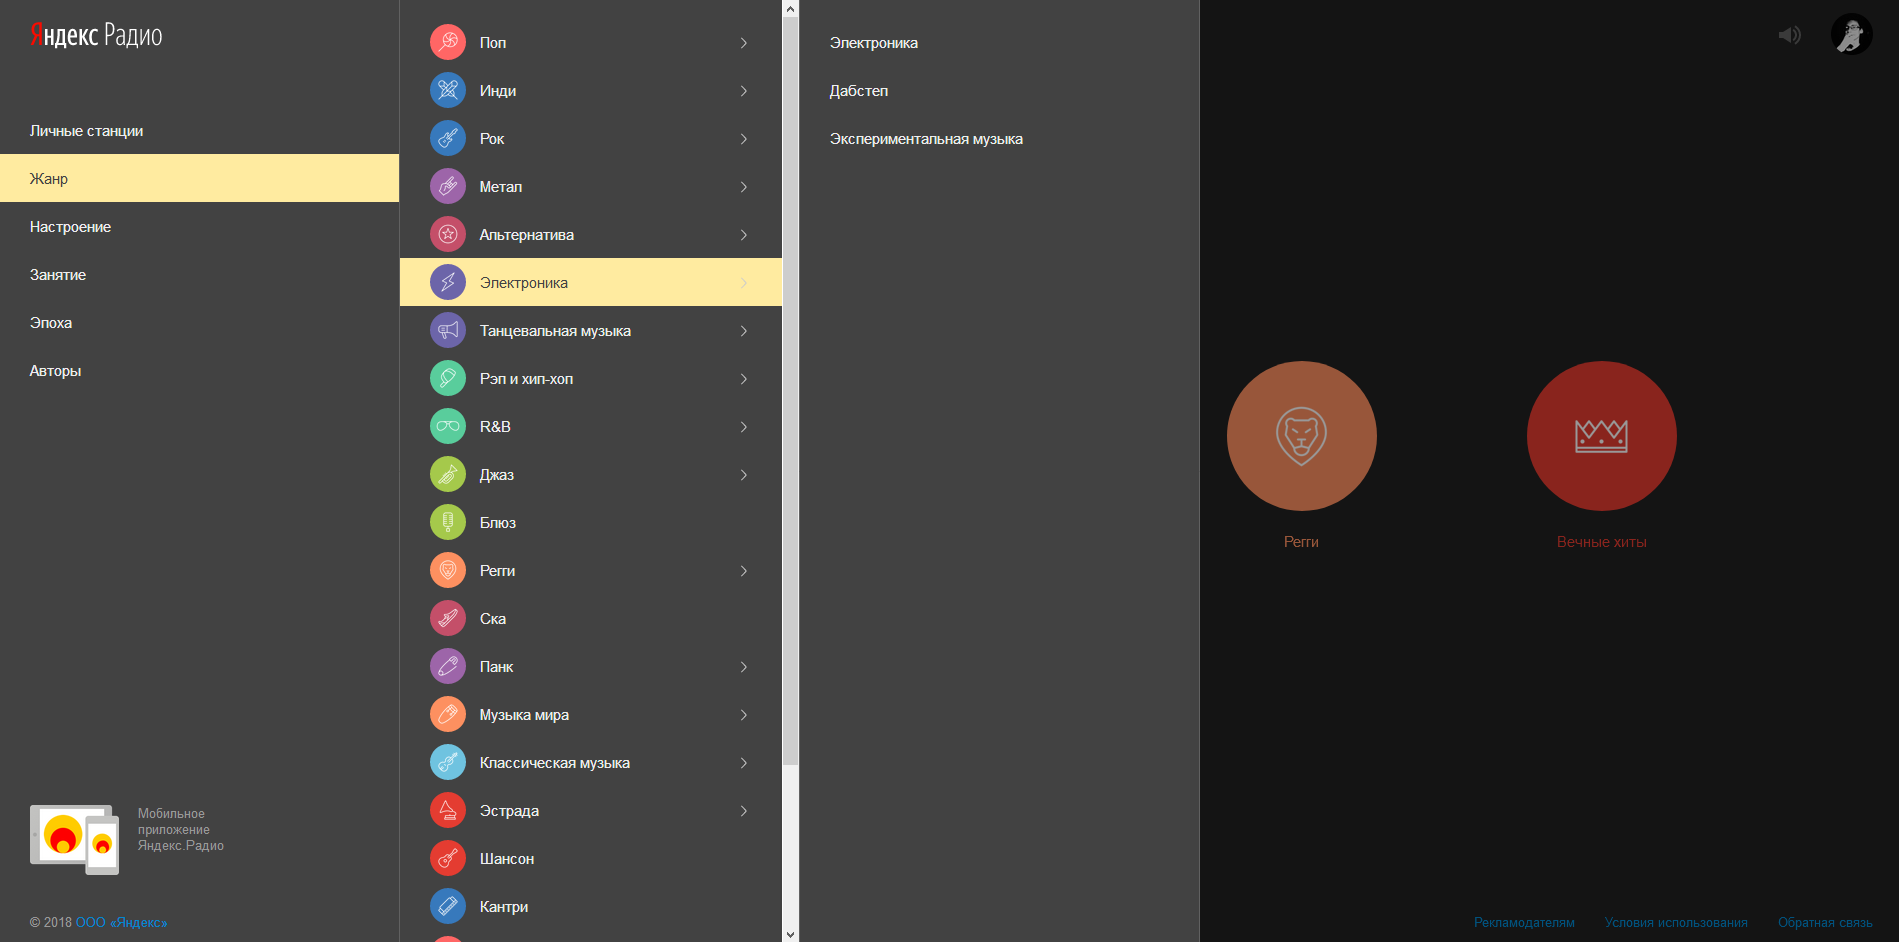 Яндекс Радио
Личные станции
Жанр
Настроение
Занятие
Эпоха
Авторы
Мобильное
приложение
Яндекс.Радио
© 2018 ООО «Яндекс»
Поп
Инди
Рок
Метал
Альтернатива
Электроника
Танцевальная музыка
Рэп и хип-хоп
R&B
Джаз
Блюз
Регги
Ска
Панк
Музыка мира
Классическая музыка
Эстрада
Шансон
Кантри
Электроника
Дабстеп
Экспериментальная музыка
Регги
Вечные хиты
Рекламодателям
Условия использования
Обратная связь